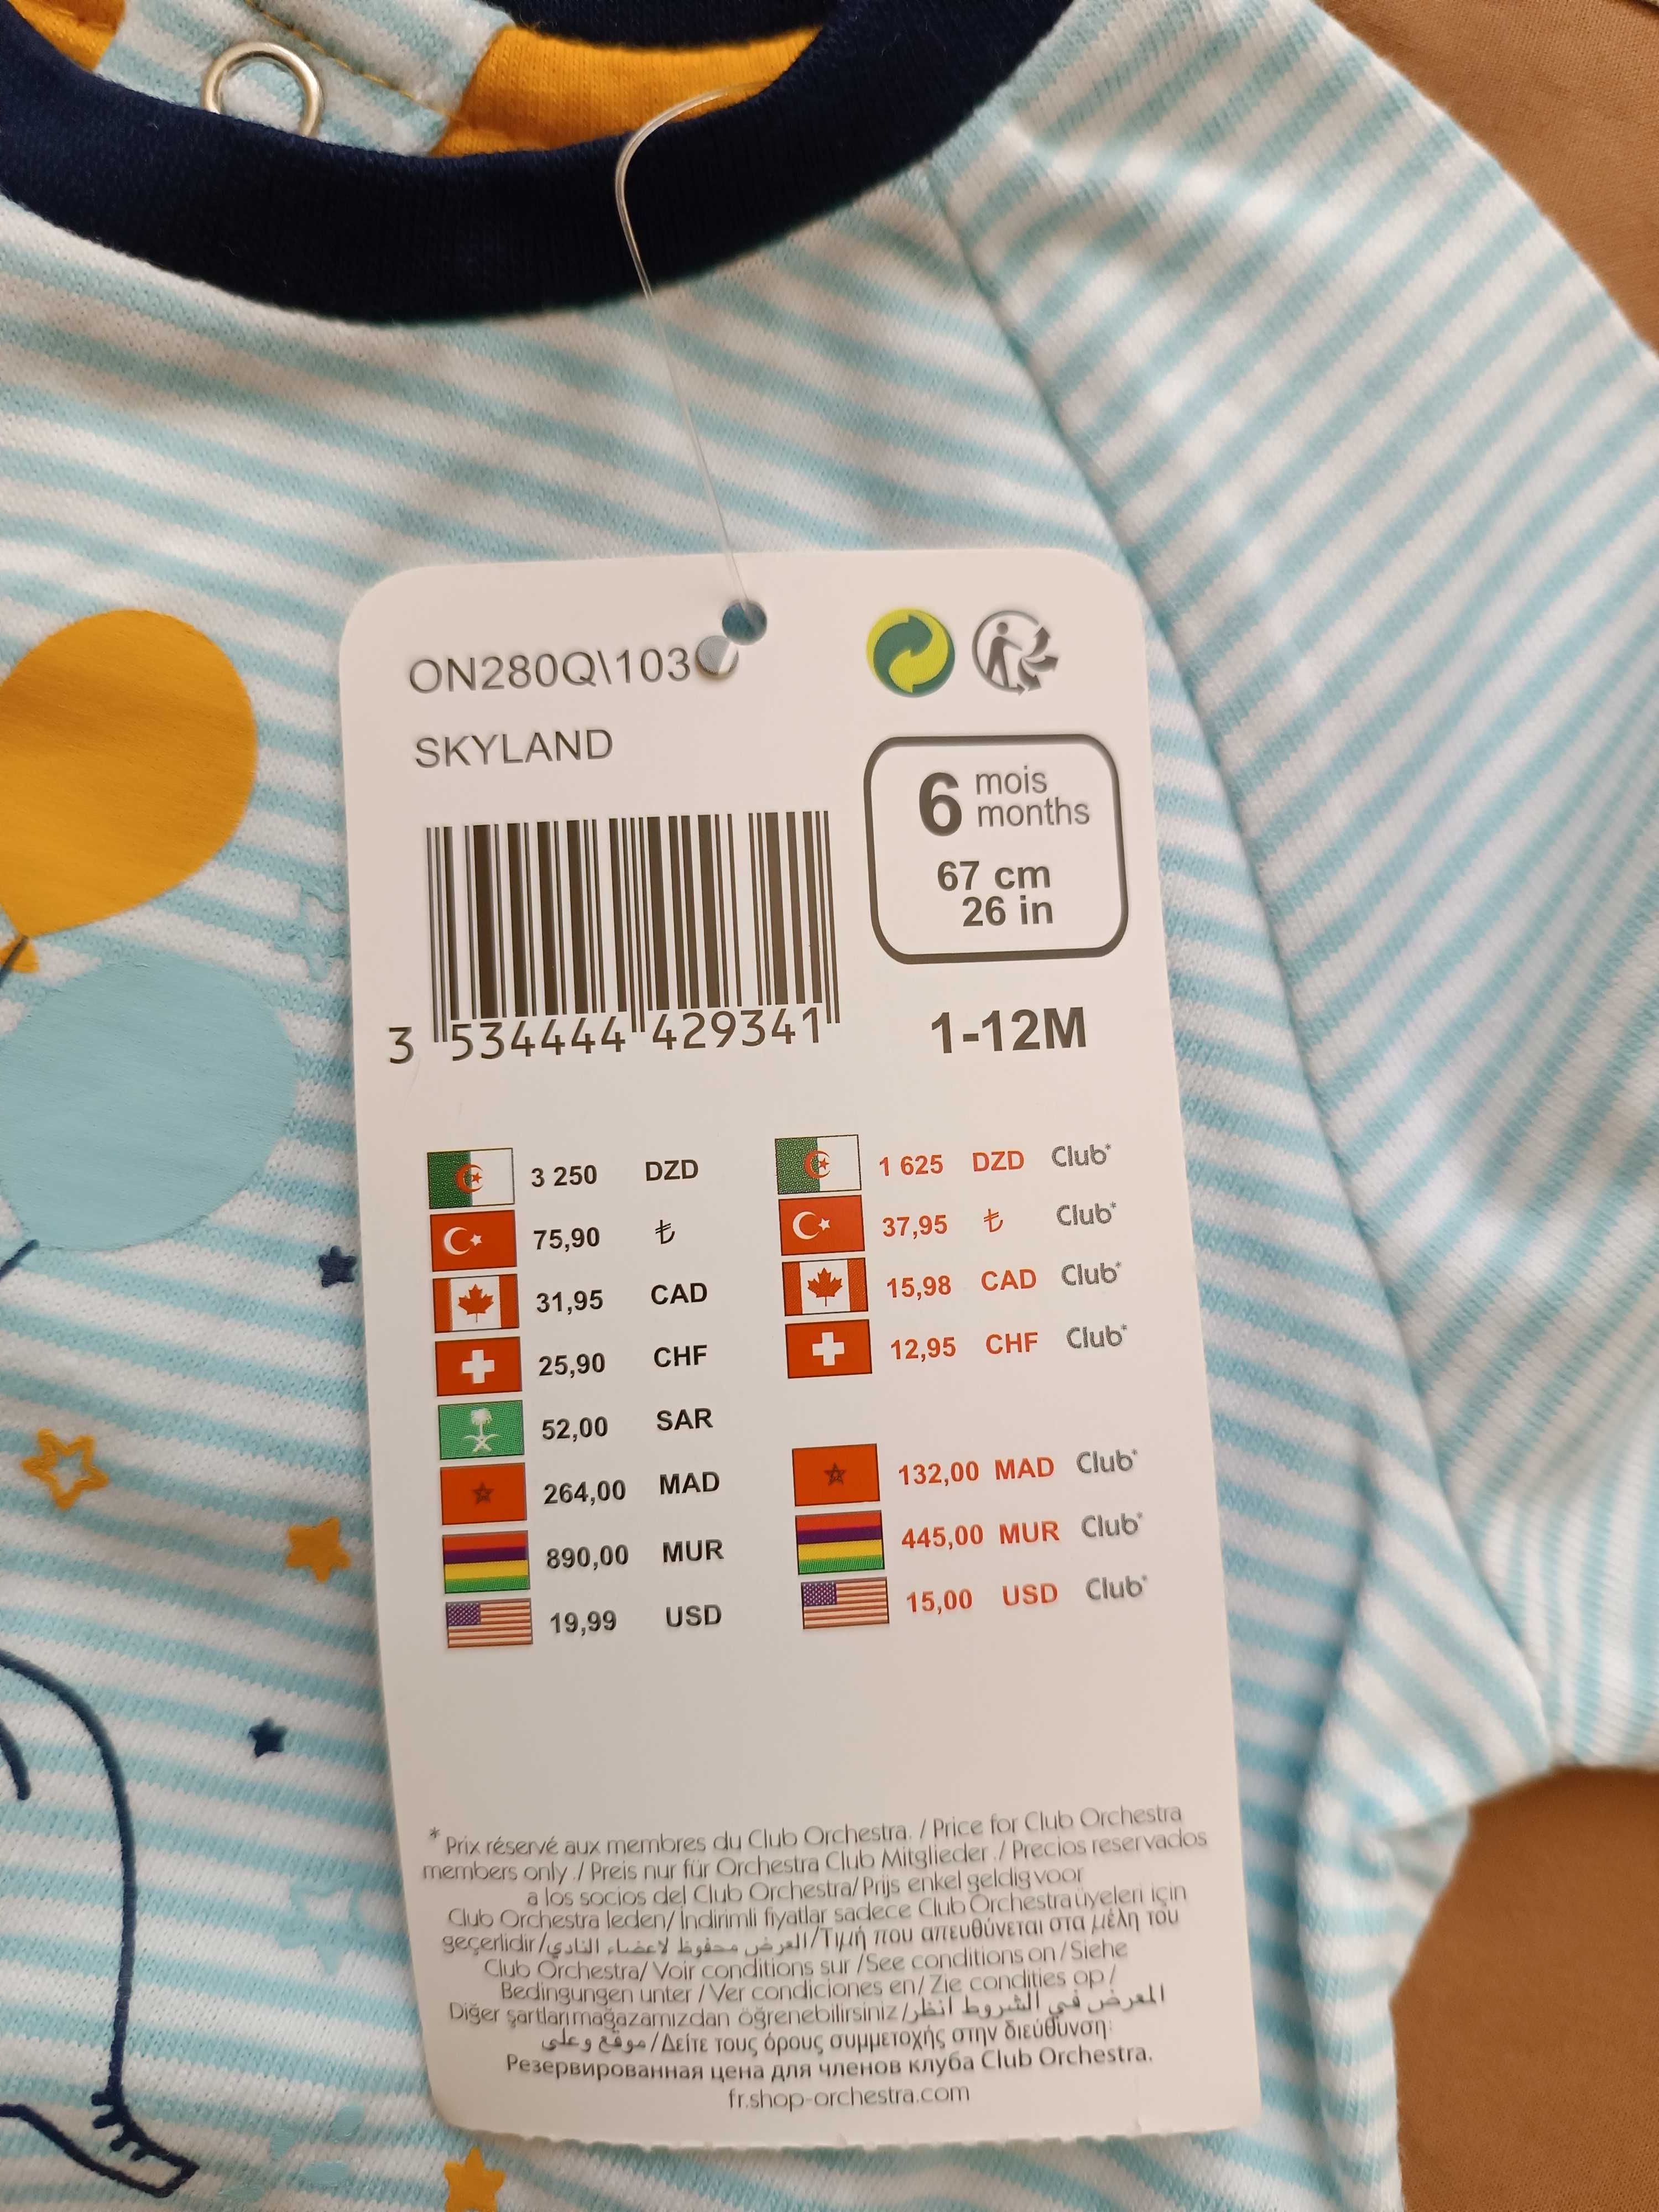 ON280Q\103
SKYLAND
6 mois
months
67 cm
26 in
3 534444 429341
1-12M
3 250 DZD 1 625 DZD Club*
75,90 ₺ 37,95 ₺ Club*
31,95 CAD 15,98 CAD Club*
25,90 CHF 12,95 CHF Club*
52,00 SAR
264,00 MAD 132,00 MAD Club*
890,00 MUR 445,00 MUR Club*
19,99 USD 15,00 USD Club*
* Prix réservé aux membres du Club Orchestra. / Price for Club Orchestra
members only ./ Preis nur für Orchestra Club Mitglieder ./ Precios reservados
a los socios del Club Orchestra/ Prijs enkel geldig voor
Club Orchestra leden/ İndirimli fiyatlar sadece Club Orchestra üyeleri için
geçerlidir/العرض محفوظ لاعضاء النادي/Τιμή που απευθύνεται στα μέλη του
Club Orchestra/ Voir conditions sur /See conditions on / Siehe
Bedingungen unter / Ver condiciones en/ Zie condities op /
Diğer şartları mağazamızdan öğrenebilirsiniz/المعرض في الشروط انظر
موقع وعلى/Δείτε τους όρους συμμετοχής στην διεύθυνση:
Резервированная цена для членов клуба Club Orchestra.
fr.shop-orchestra.com